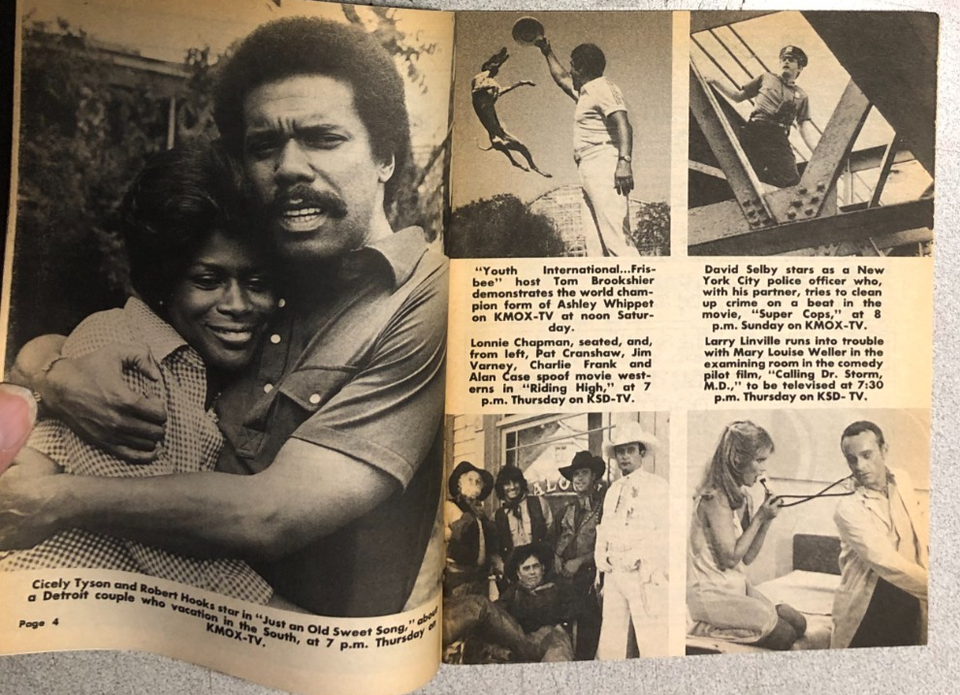 Cicely Tyson and Robert Hooks star in "Just an Old Sweet Song," about
a Detroit couple who vacation in the South, at 7 p.m. Thursday on
KMOX-TV.
Page 4
"Youth International...Fris-
bee" host Tom Brookshier
demonstrates the world cham-
pion form of Ashley Whippet
on KMOX-TV at noon Satur-
day.
Lonnie Chapman, seated, and,
from left, Pat Cranshaw, Jim
Varney, Charlie Frank and
Alan Case spoof movie west-
erns in "Riding High," at 7
p.m. Thursday on KSD-TV.
David Selby stars as a New
York City police officer who,
with his partner, tries to clean
up crime on a beat in the
movie, "Super Cops," at 8
p.m. Sunday on KMOX-TV.
Larry Linville runs into trouble
with Mary Louise Weller in the
examining room in the comedy
pilot film, "Calling Dr. Storm,
M.D.," to be televised at 7:30
p.m. Thursday on KSD- TV.
ALO